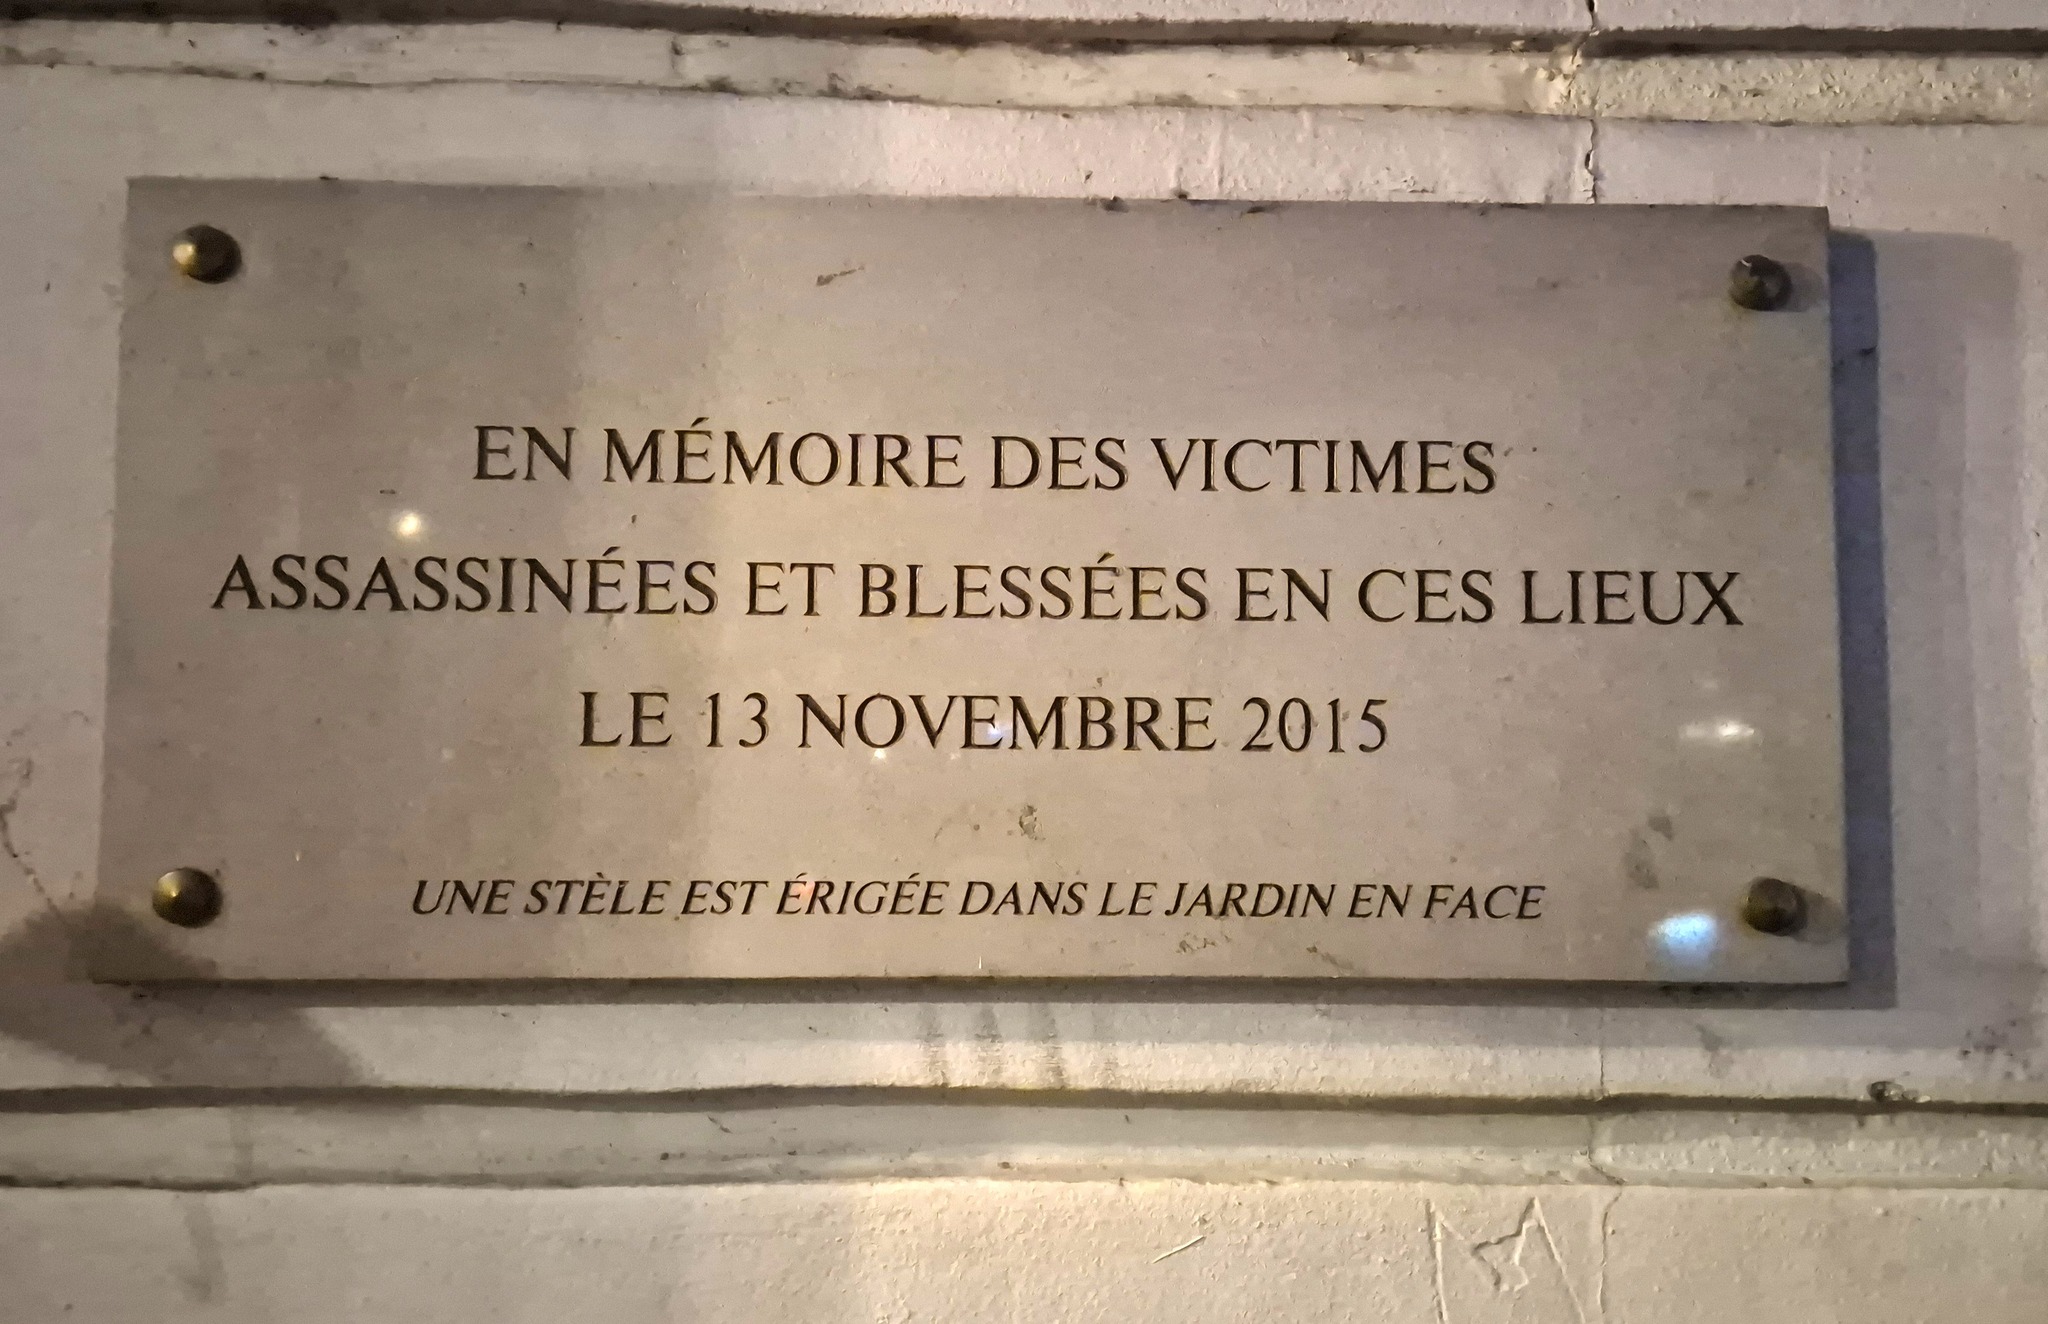 EN MÉMOIRE DES VICTIMES
ASSASSINÉES ET BLESSÉES EN CES LIEUX
LE 13 NOVEMBRE 2015
UNE STÈLE EST ÉRIGÉE DANS LE JARDIN EN FACE